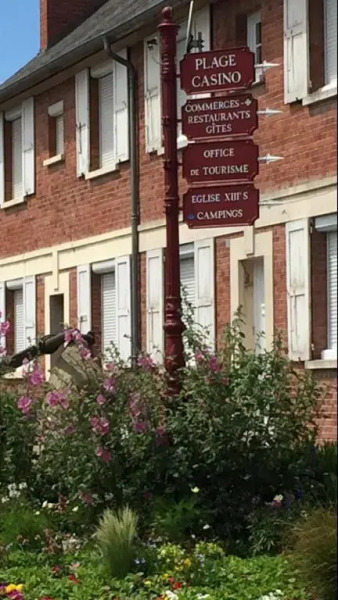 PLAGE
CASINO
COMMERCES-
RESTAURANTS
GÎTES
OFFICE
DE TOURISME
EGLISE XIII'S
CAMPINGS